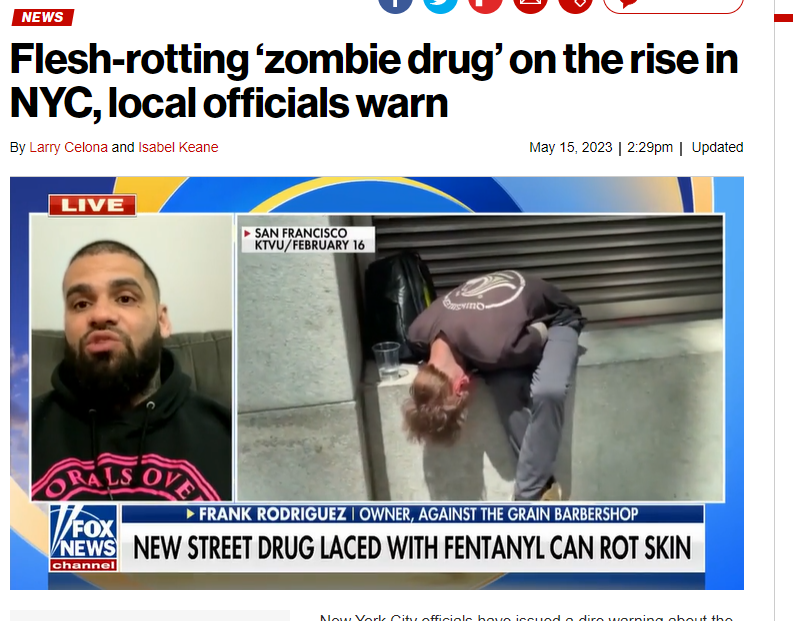 NEWS
Flesh-rotting ‘zombie drug’ on the rise in
NYC, local officials warn
By Larry Celona and Isabel Keane
May 15, 2023 | 2:29pm | Updated
LIVE
SAN FRANCISCO
KTVU/FEBRUARY 16
ORALS OVE
FRANK RODRIGUEZ | OWNER, AGAINST THE GRAIN BARBERSHOP
FOX
NEWS
channel
NEW STREET DRUG LACED WITH FENTANYL CAN ROT SKIN
New York City officials have issued a dire warning about the